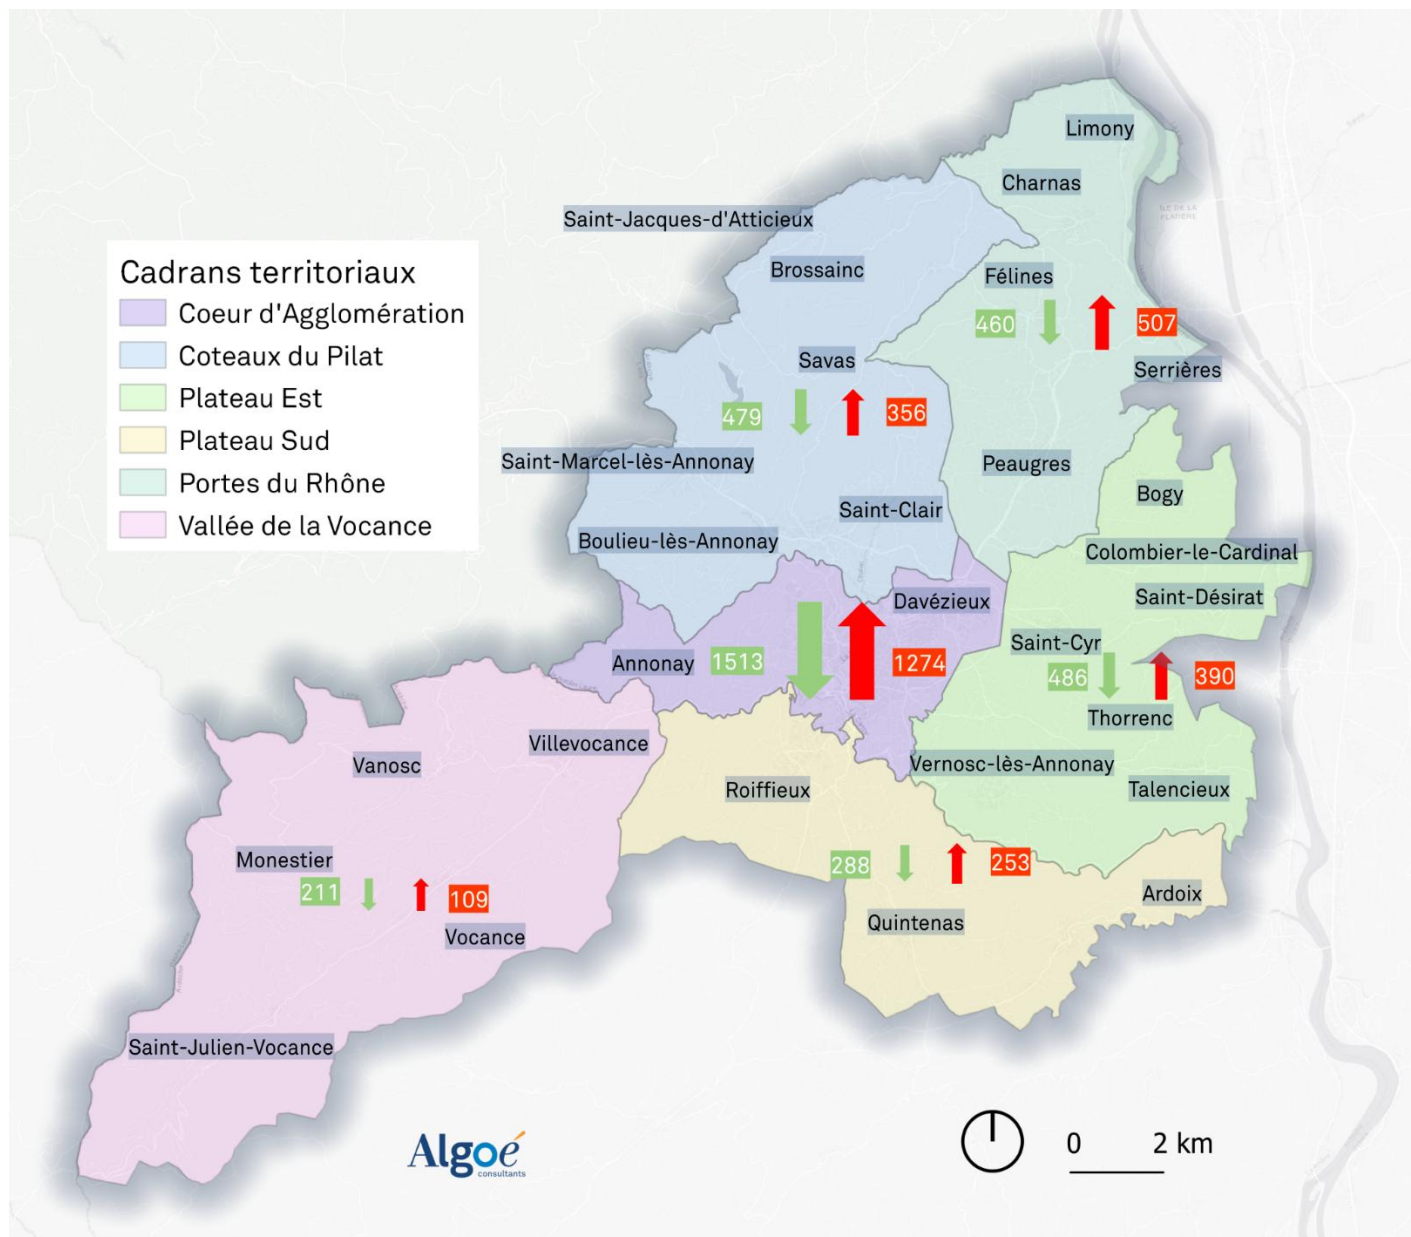 Limony
Charnas
Saint-Jacques-d'Atticieux
ÎLE DE LA
PLATIÈRE
Brossainc
Félines
Cadrans territoriaux
Coeur d'Agglomération
Coteaux du Pilat
Plateau Est
Plateau Sud
Portes du Rhône
Vallée de la Vocance
460
507
Savas
Serrières
479
356
Saint-Marcel-lès-Annonay
Peaugres
Bogy
Saint-Clair
Boulieu-lès-Annonay
Colombier-le-Cardinal
Davézieux
Saint-Désirat
Saint-Cyr
Annonay
1513
1274
486
390
Thorrenc
Villevocance
Vanosc
Vernosc-lès-Annonay
Roiffieux
Talencieux
Monestier
288
253
211
109
Ardoix
Quintenas
Vocance
Saint-Julien-Vocance
Algoé
consultants
0 2 km